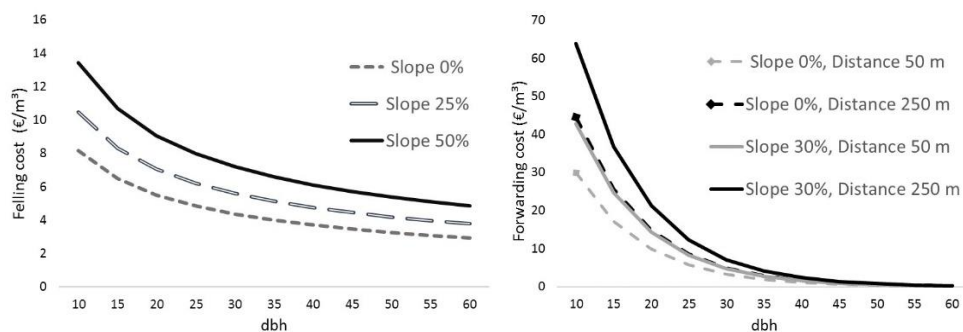 Felling cost (€/m³)
16
14
12
10
8
6
4
2
0
Slope 0%
Slope 25%
Slope 50%
10 15 20 25 30 35 40 45 50 55 60
dbh
Forwarding cost (€/m³)
70
60
50
40
30
20
10
0
Slope 0%, Distance 50 m
Slope 0%, Distance 250 m
Slope 30%, Distance 50 m
Slope 30%, Distance 250 m
10 15 20 25 30 35 40 45 50 55 60
dbh